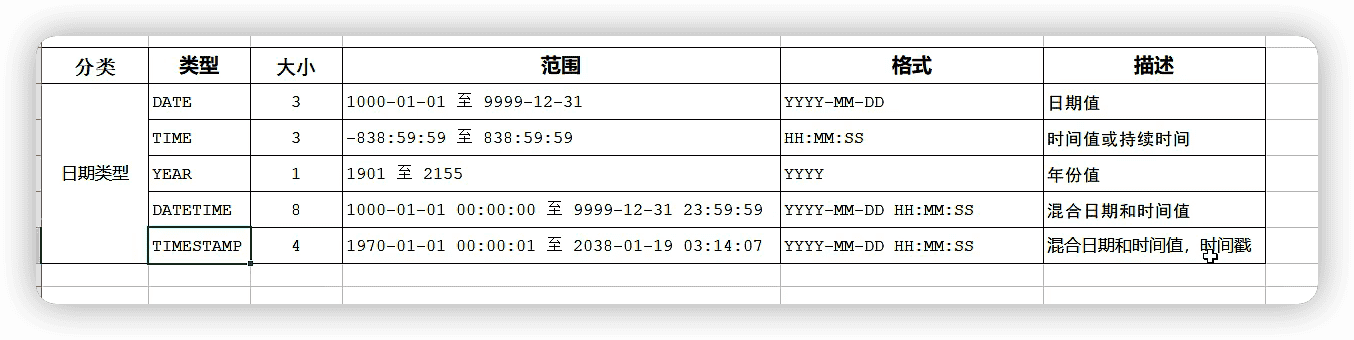 分类 类型 大小 范围 格式 描述
DATE 3 1000-01-01 至 9999-12-31 YYYY-MM-DD 日期值
TIME 3 -838:59:59 至 838:59:59 HH:MM:SS 时间值或持续时间
日期类型 YEAR 1 1901 至 2155 YYYY 年份值
DATETIME 8 1000-01-01 00:00:00 至 9999-12-31 23:59:59 YYYY-MM-DD HH:MM:SS 混合日期和时间值
TIMESTAMP 4 1970-01-01 00:00:01 至 2038-01-19 03:14:07 YYYY-MM-DD HH:MM:SS 混合日期和时间值，时间戳